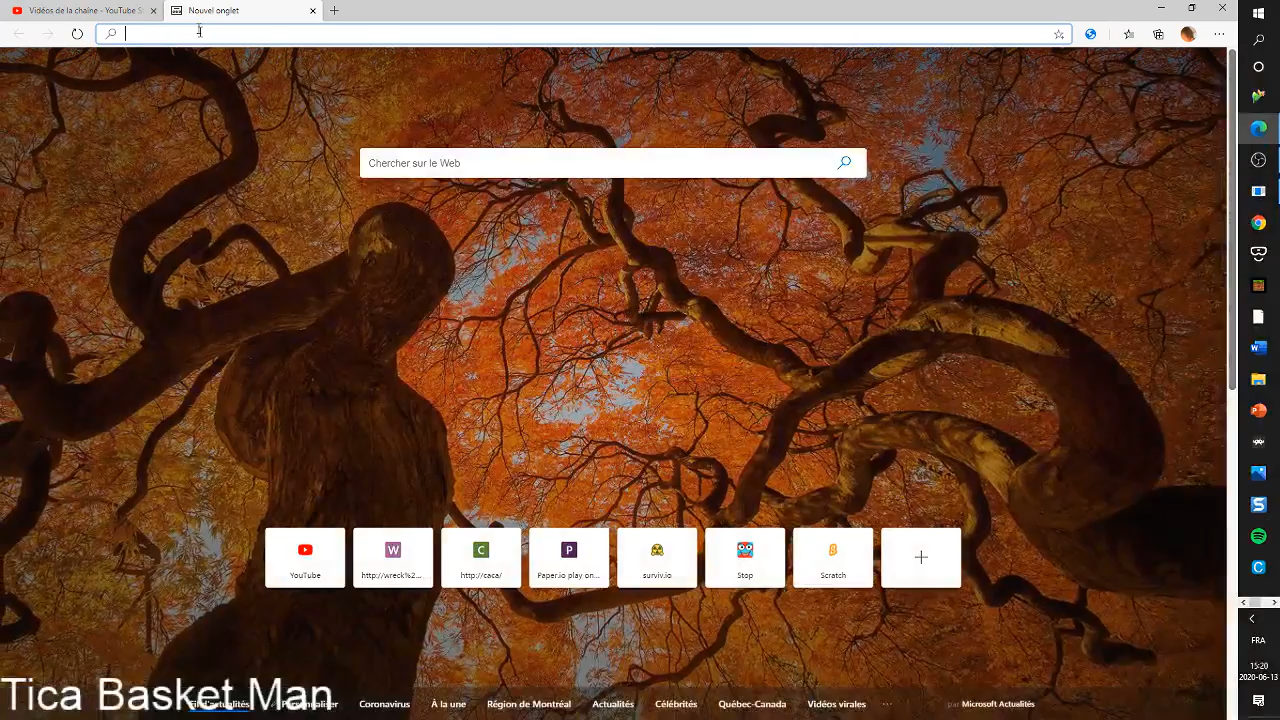 Vidéos de la chaîne - YouTube S
Nouvel onglet
Chercher sur le Web
YouTube
W
http://wreck%2...
C
http://caca/
P
Paper.io play on...
surviv.io
Stop
Scratch
Personnaliser
Coronavirus
À la une
Région de Montréal
Actualités
Célébrités
Québec-Canada
Vidéos virales
...
par Microsoft Actualités
Tica Basket Man
FRA
15:20
2020-06-13